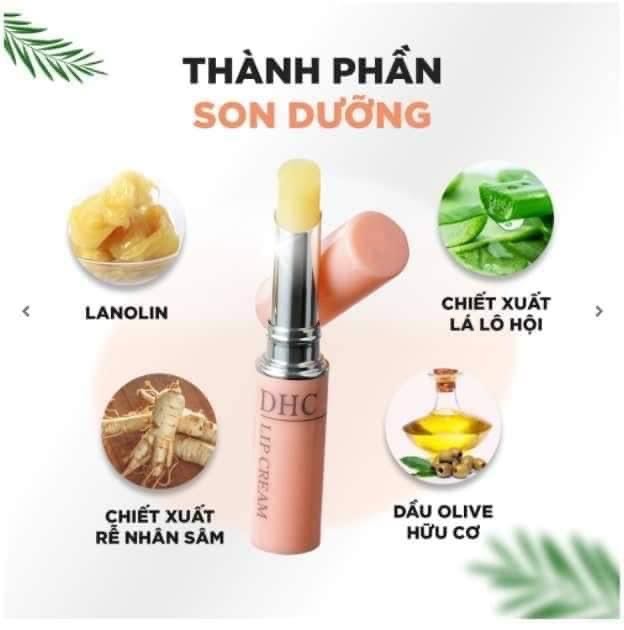 THÀNH PHẦN
SON DƯỠNG
LANOLIN
CHIẾT XUẤT
LÁ LÔ HỘI
DHC
LIP CREAM
CHIẾT XUẤT
RỄ NHÂN SÂM
DẦU OLIVE
HỮU CƠ